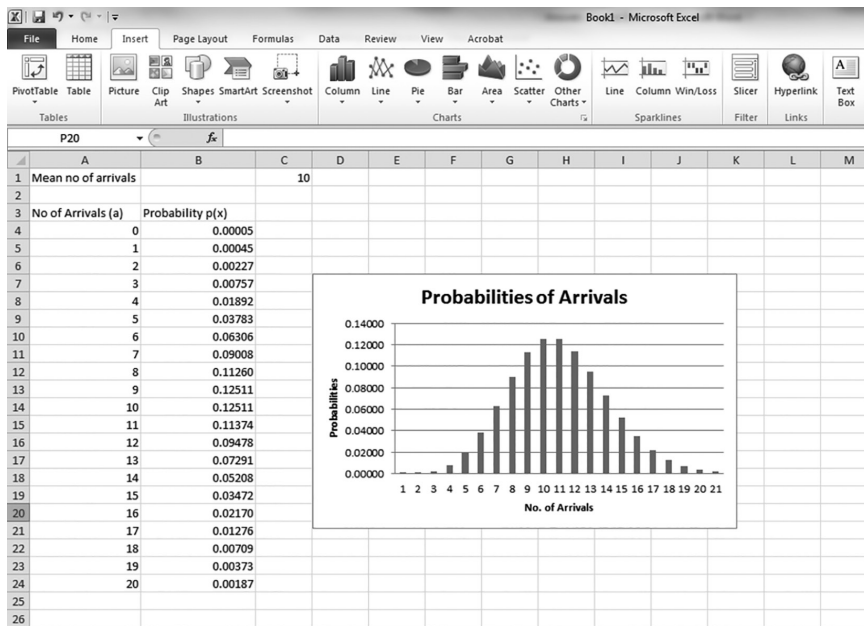 Book1 - Microsoft Excel
File Home Insert Page Layout Formulas Data Review View Acrobat
PivotTable Table Picture Clip Art Shapes SmartArt Screenshot Column Line Pie Bar Area Scatter Other Charts Line Column Win/Loss Slicer Hyperlink Text Box
Tables Illustrations Charts Sparklines Filter Links
P20 fx
A B C D E F G H I J K L M
1 Mean no of arrivals 10
2
3 No of Arrivals (a) Probability p(x)
4 0 0.00005
5 1 0.00045
6 2 0.00227
7 3 0.00757
8 4 0.01892
9 5 0.03783
10 6 0.06306
11 7 0.09008
12 8 0.11260
13 9 0.12511
14 10 0.12511
15 11 0.11374
16 12 0.09478
17 13 0.07291
18 14 0.05208
19 15 0.03472
20 16 0.02170
21 17 0.01276
22 18 0.00709
23 19 0.00373
24 20 0.00187
25
26
Probabilities of Arrivals
Probabilities
0.14000
0.12000
0.10000
0.08000
0.06000
0.04000
0.02000
0.00000
1 2 3 4 5 6 7 8 9 10 11 12 13 14 15 16 17 18 19 20 21
No. of Arrivals